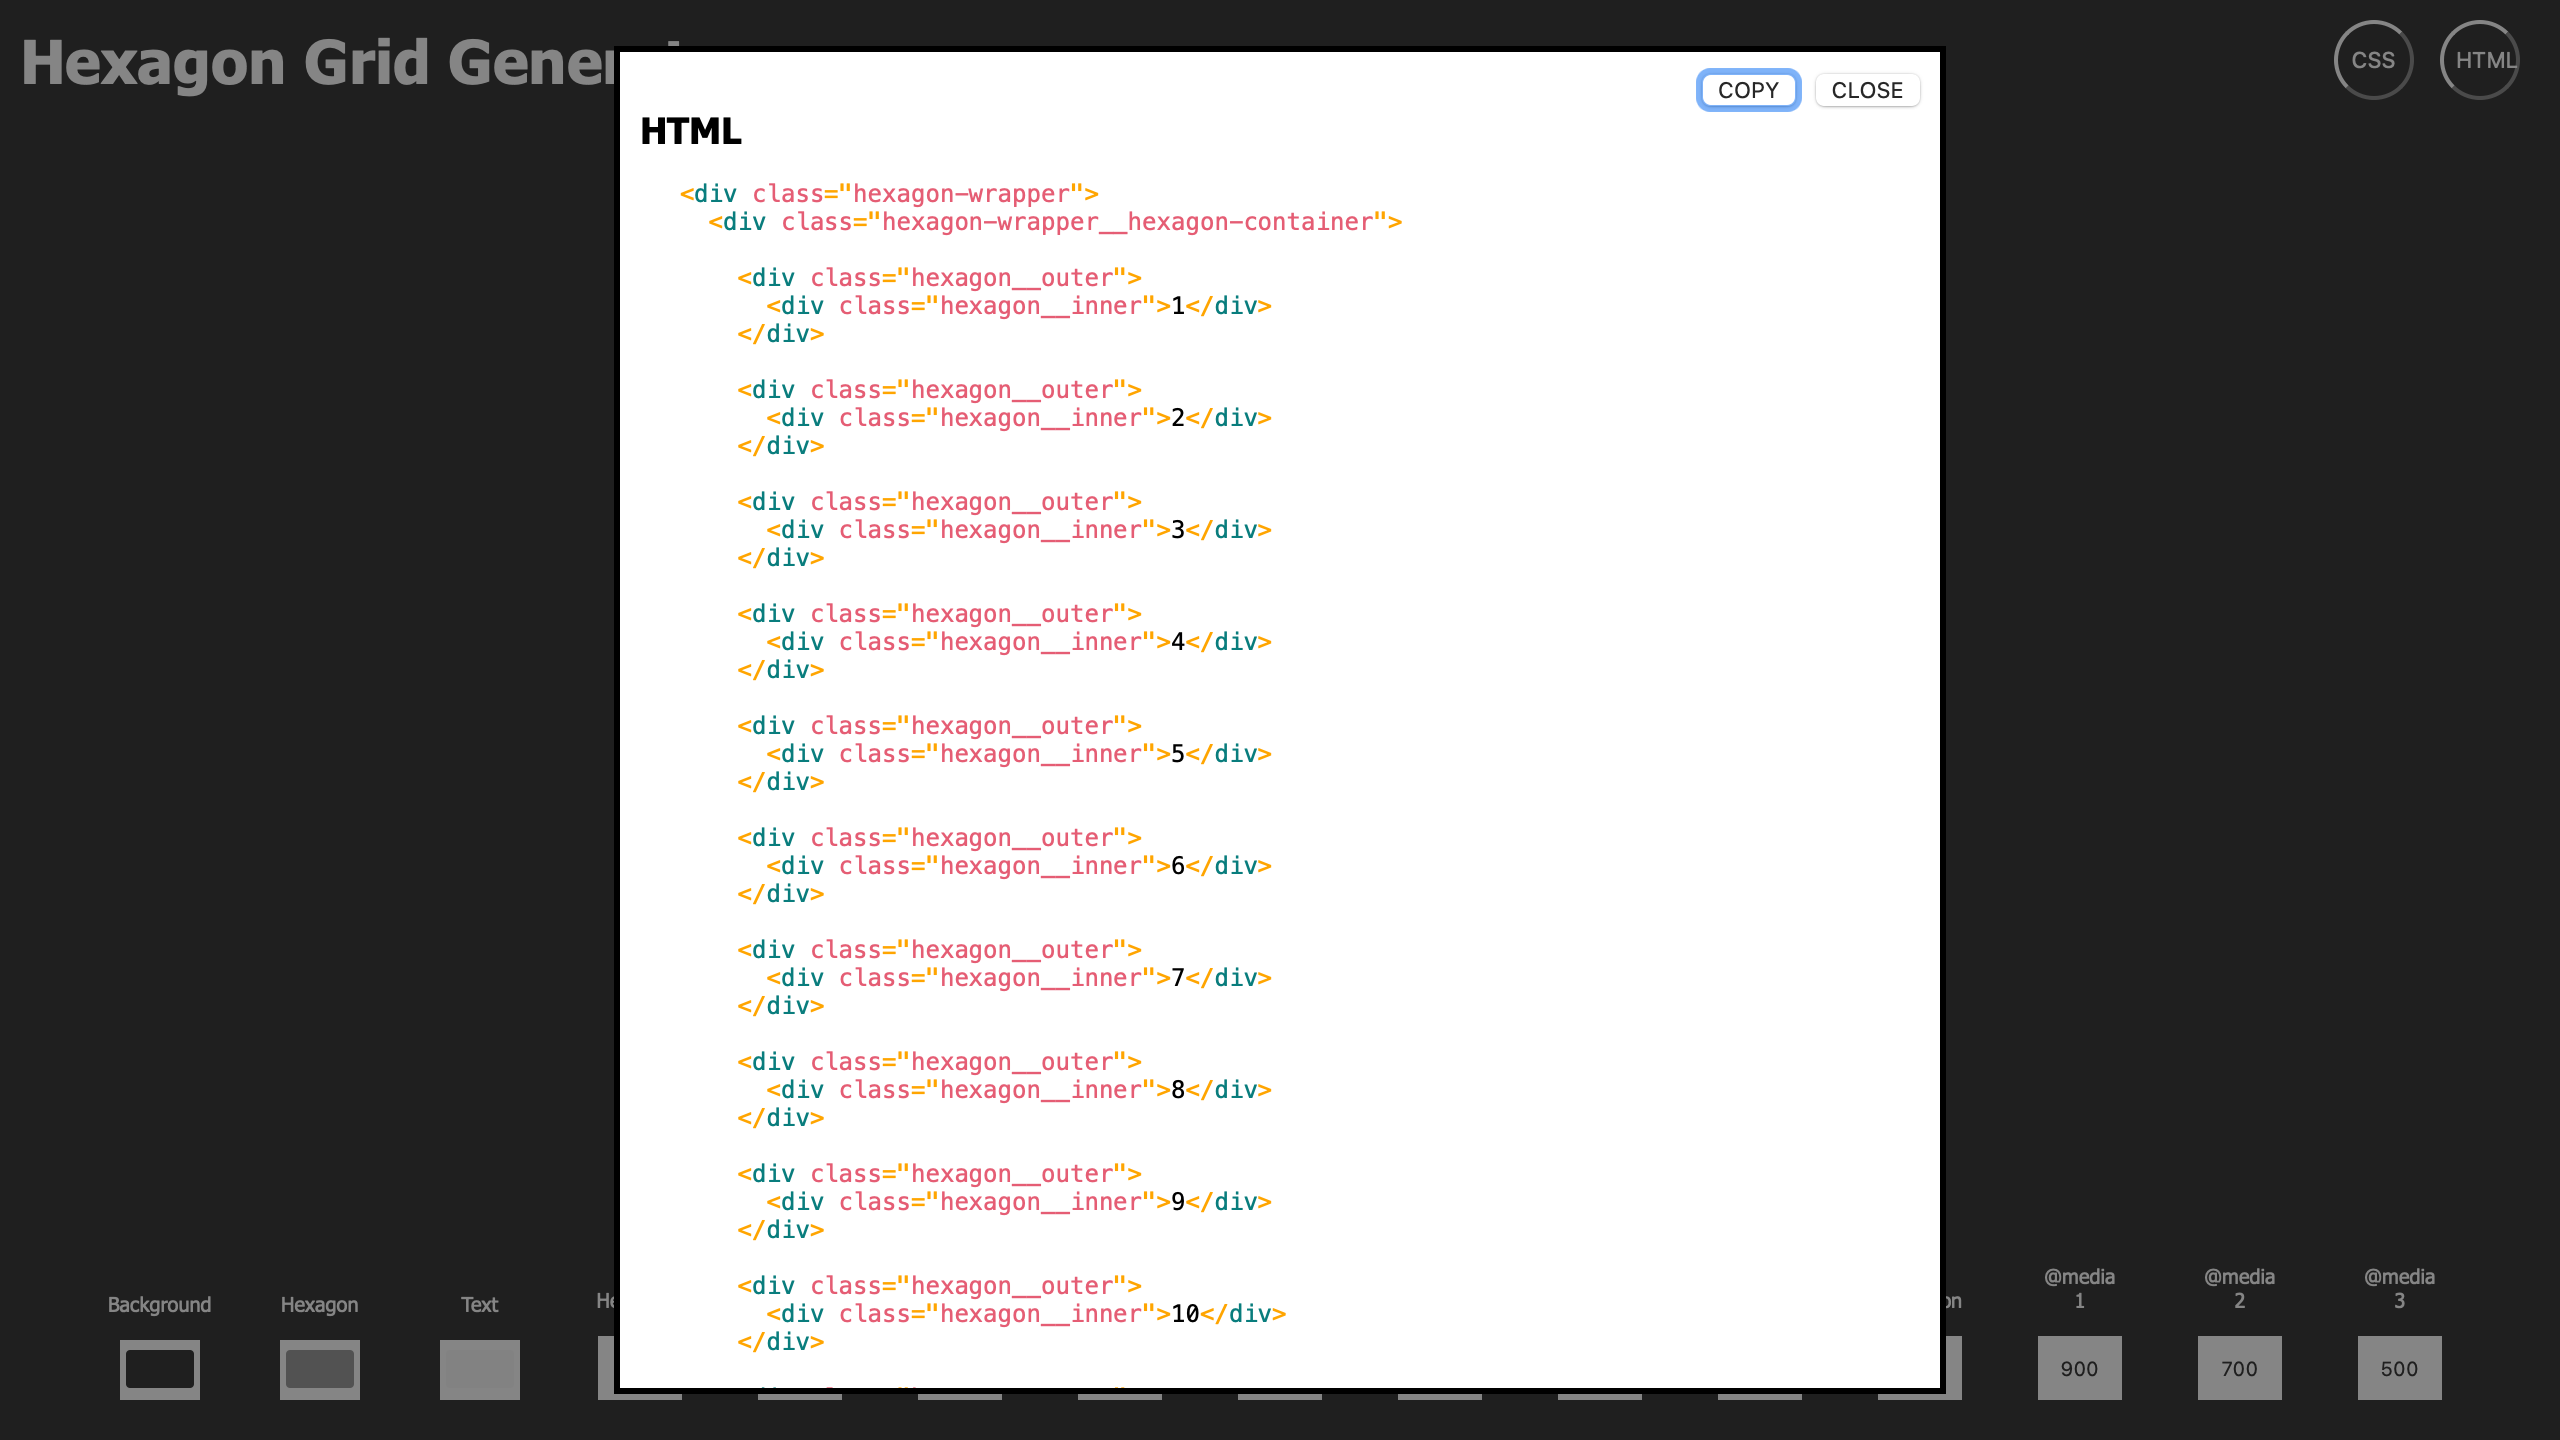 Hexagon Grid Gener
CSS
HTML
COPY
CLOSE
HTML
<div class="hexagon-wrapper">
<div class="hexagon-wrapper__hexagon-container">
<div class="hexagon__outer">
<div class="hexagon__inner">1</div>
</div>
<div class="hexagon__outer">
<div class="hexagon__inner">2</div>
</div>
<div class="hexagon__outer">
<div class="hexagon__inner">3</div>
</div>
<div class="hexagon__outer">
<div class="hexagon__inner">4</div>
</div>
<div class="hexagon__outer">
<div class="hexagon__inner">5</div>
</div>
<div class="hexagon__outer">
<div class="hexagon__inner">6</div>
</div>
<div class="hexagon__outer">
<div class="hexagon__inner">7</div>
</div>
<div class="hexagon__outer">
<div class="hexagon__inner">8</div>
</div>
<div class="hexagon__outer">
<div class="hexagon__inner">9</div>
</div>
<div class="hexagon__outer">
<div class="hexagon__inner">10</div>
</div>
Background
Hexagon
Text
@media
1
@media
2
@media
3
900
700
500